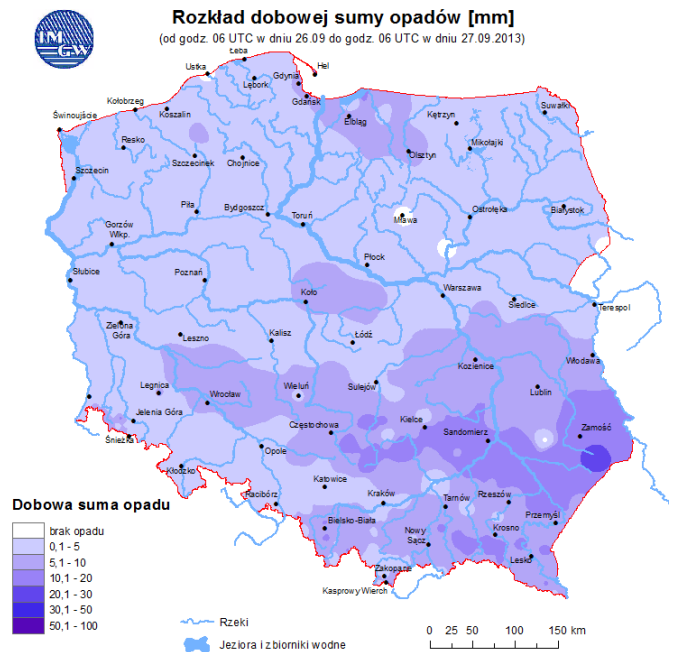 IM
GW
Rozkład dobowej sumy opadów [mm]
(od godz. 06 UTC w dniu 26.09 do godz. 06 UTC w dniu 27.09.2013)
Łeba
Ustka
Hel
Gdynia
Lębork
Gdańsk
Kołobrzeg
Koszalin
Suwałki
Świnoujście
Elbląg
Kętrzyn
Resko
Mikołajki
Olsztyn
Szczecinek
Chojnice
Szczecin
Piła
Bydgoszcz
Toruń
Mława
Ostrołęka
Białystok
Gorzów
Wlkp.
Płock
Słubice
Poznań
Koło
Warszawa
Siedlce
Terespol
Zielona
Góra
Leszno
Kalisz
Łódź
Kozienice
Włodawa
Legnica
Wrocław
Wieluń
Sulejów
Lublin
Jelenia Góra
Częstochowa
Kielce
Sandomierz
Zamość
Śnieżka
Opole
Kłodzko
Katowice
Racibórz
Kraków
Tarnów
Rzeszów
Przemyśl
Bielsko-Biała
Nowy
Sącz
Krosno
Lesko
Zakopane
Kasprowy Wierch
Dobowa suma opadu
brak opadu
0,1 - 5
5,1 - 10
10,1 - 20
20,1 - 30
30,1 - 50
50,1 - 100
Rzeki
Jeziora i zbiorniki wodne
0 25 50 100 150 km